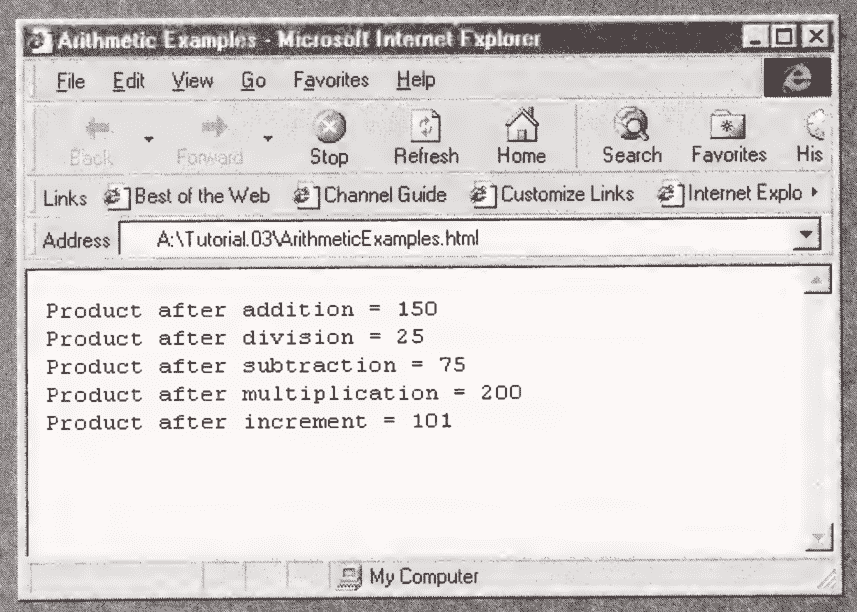 Arithmetic Examples - Microsoft Internet Explorer
File Edit View Go Favorites Help
Back Forward Stop Refresh Home Search Favorites His
Links Best of the Web Channel Guide Customize Links Internet Explo
Address A:\Tutorial.03\ArithmeticExamples.html
Product after addition = 150
Product after division = 25
Product after subtraction = 75
Product after multiplication = 200
Product after increment = 101
My Computer